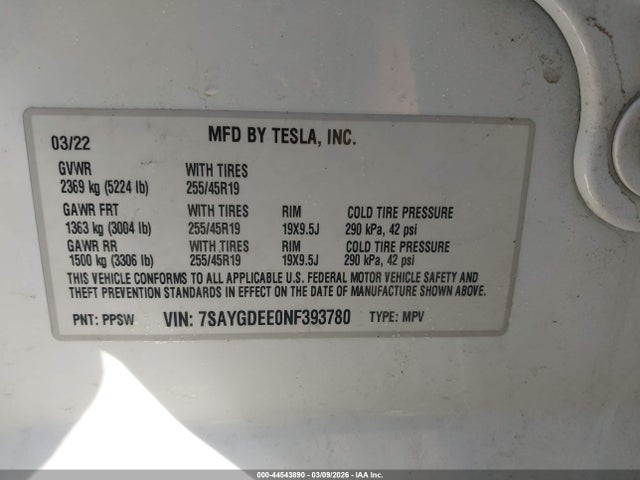 03/22 MFD BY TESLA, INC.
GVWR WITH TIRES
2369 kg (5224 lb) 255/45R19
GAWR FRT WITH TIRES RIM COLD TIRE PRESSURE
1363 kg (3004 lb) 255/45R19 19X9.5J 290 kPa, 42 psi
GAWR RR WITH TIRES RIM COLD TIRE PRESSURE
1500 kg (3306 lb) 255/45R19 19X9.5J 290 kPa, 42 psi
THIS VEHICLE CONFORMS TO ALL APPLICABLE U.S. FEDERAL MOTOR VEHICLE SAFETY AND
THEFT PREVENTION STANDARDS IN EFFECT ON THE DATE OF MANUFACTURE SHOWN ABOVE.
PNT: PPSW VIN: 7SAYGDEE0NF393780 TYPE: MPV
000-44543890 - 03/09/2026 - IAA Inc.